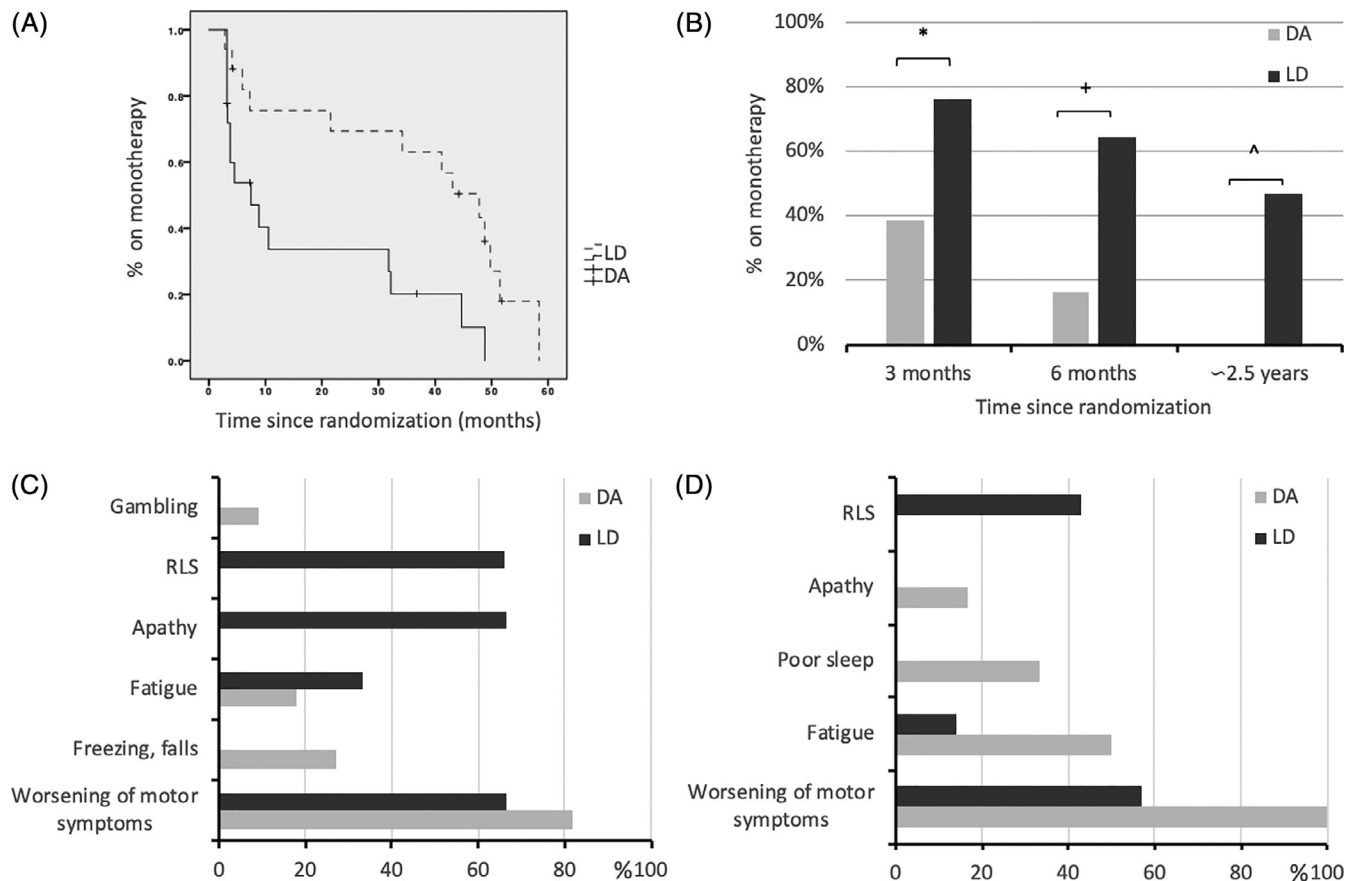 (A)
% on monotherapy
1.0
0.8
0.6
0.4
0.2
0.0
0
10
20
30
40
50
60
Time since randomization (months)
LD
DA
(B)
% on monotherapy
100%
80%
60%
40%
20%
0%
*
+
^
DA
LD
3 months
6 months
~2.5 years
Time since randomization
(C)
Gambling
RLS
Apathy
Fatigue
Freezing, falls
Worsening of motor
symptoms
DA
LD
0
20
40
60
80
%100
(D)
RLS
Apathy
Poor sleep
Fatigue
Worsening of motor
symptoms
DA
LD
0
20
40
60
80
%100